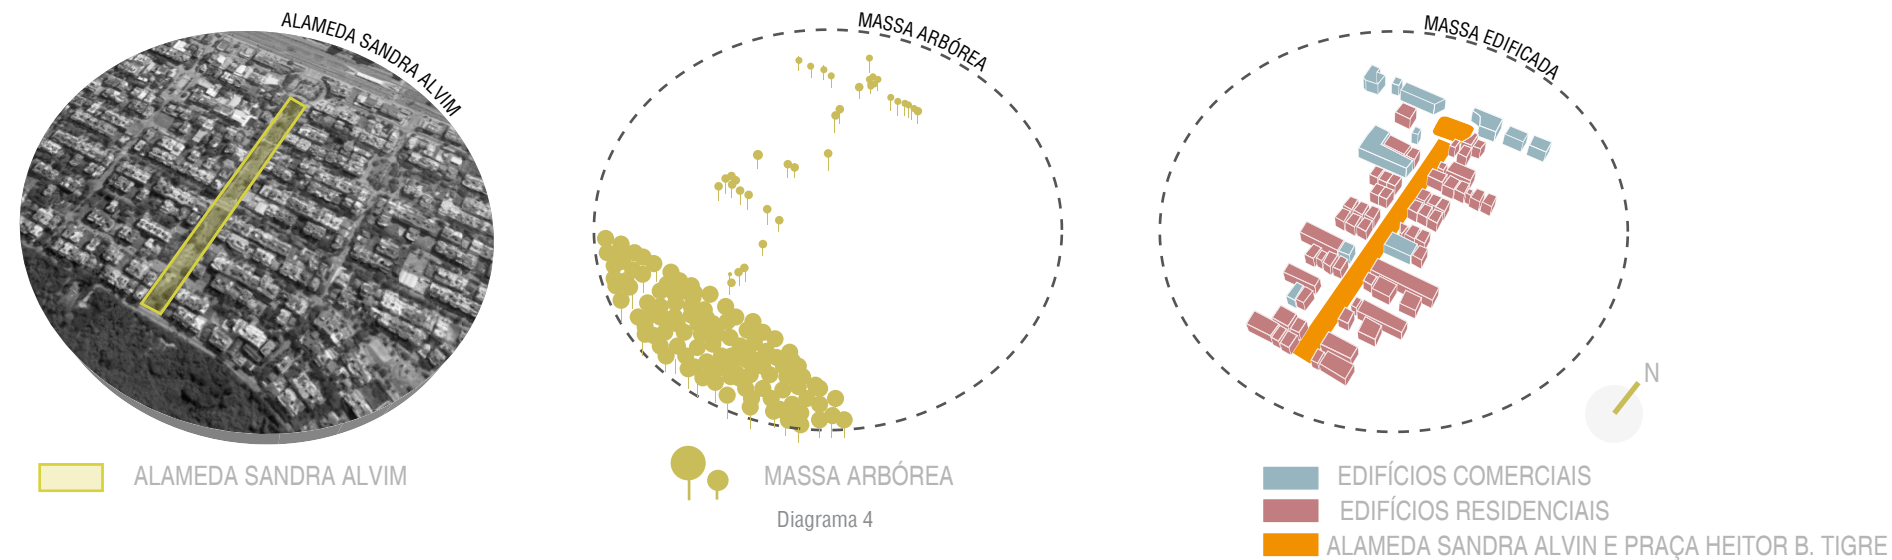 ALAMEDA SANDRA ALVIM
MASSA ARBÓREA
MASSA EDIFICADA
N
ALAMEDA SANDRA ALVIM
MASSA ARBÓREA
Diagrama 4
EDIFÍCIOS COMERCIAIS
EDIFÍCIOS RESIDENCIAIS
ALAMEDA SANDRA ALVIN E PRAÇA HEITOR B. TIGRE